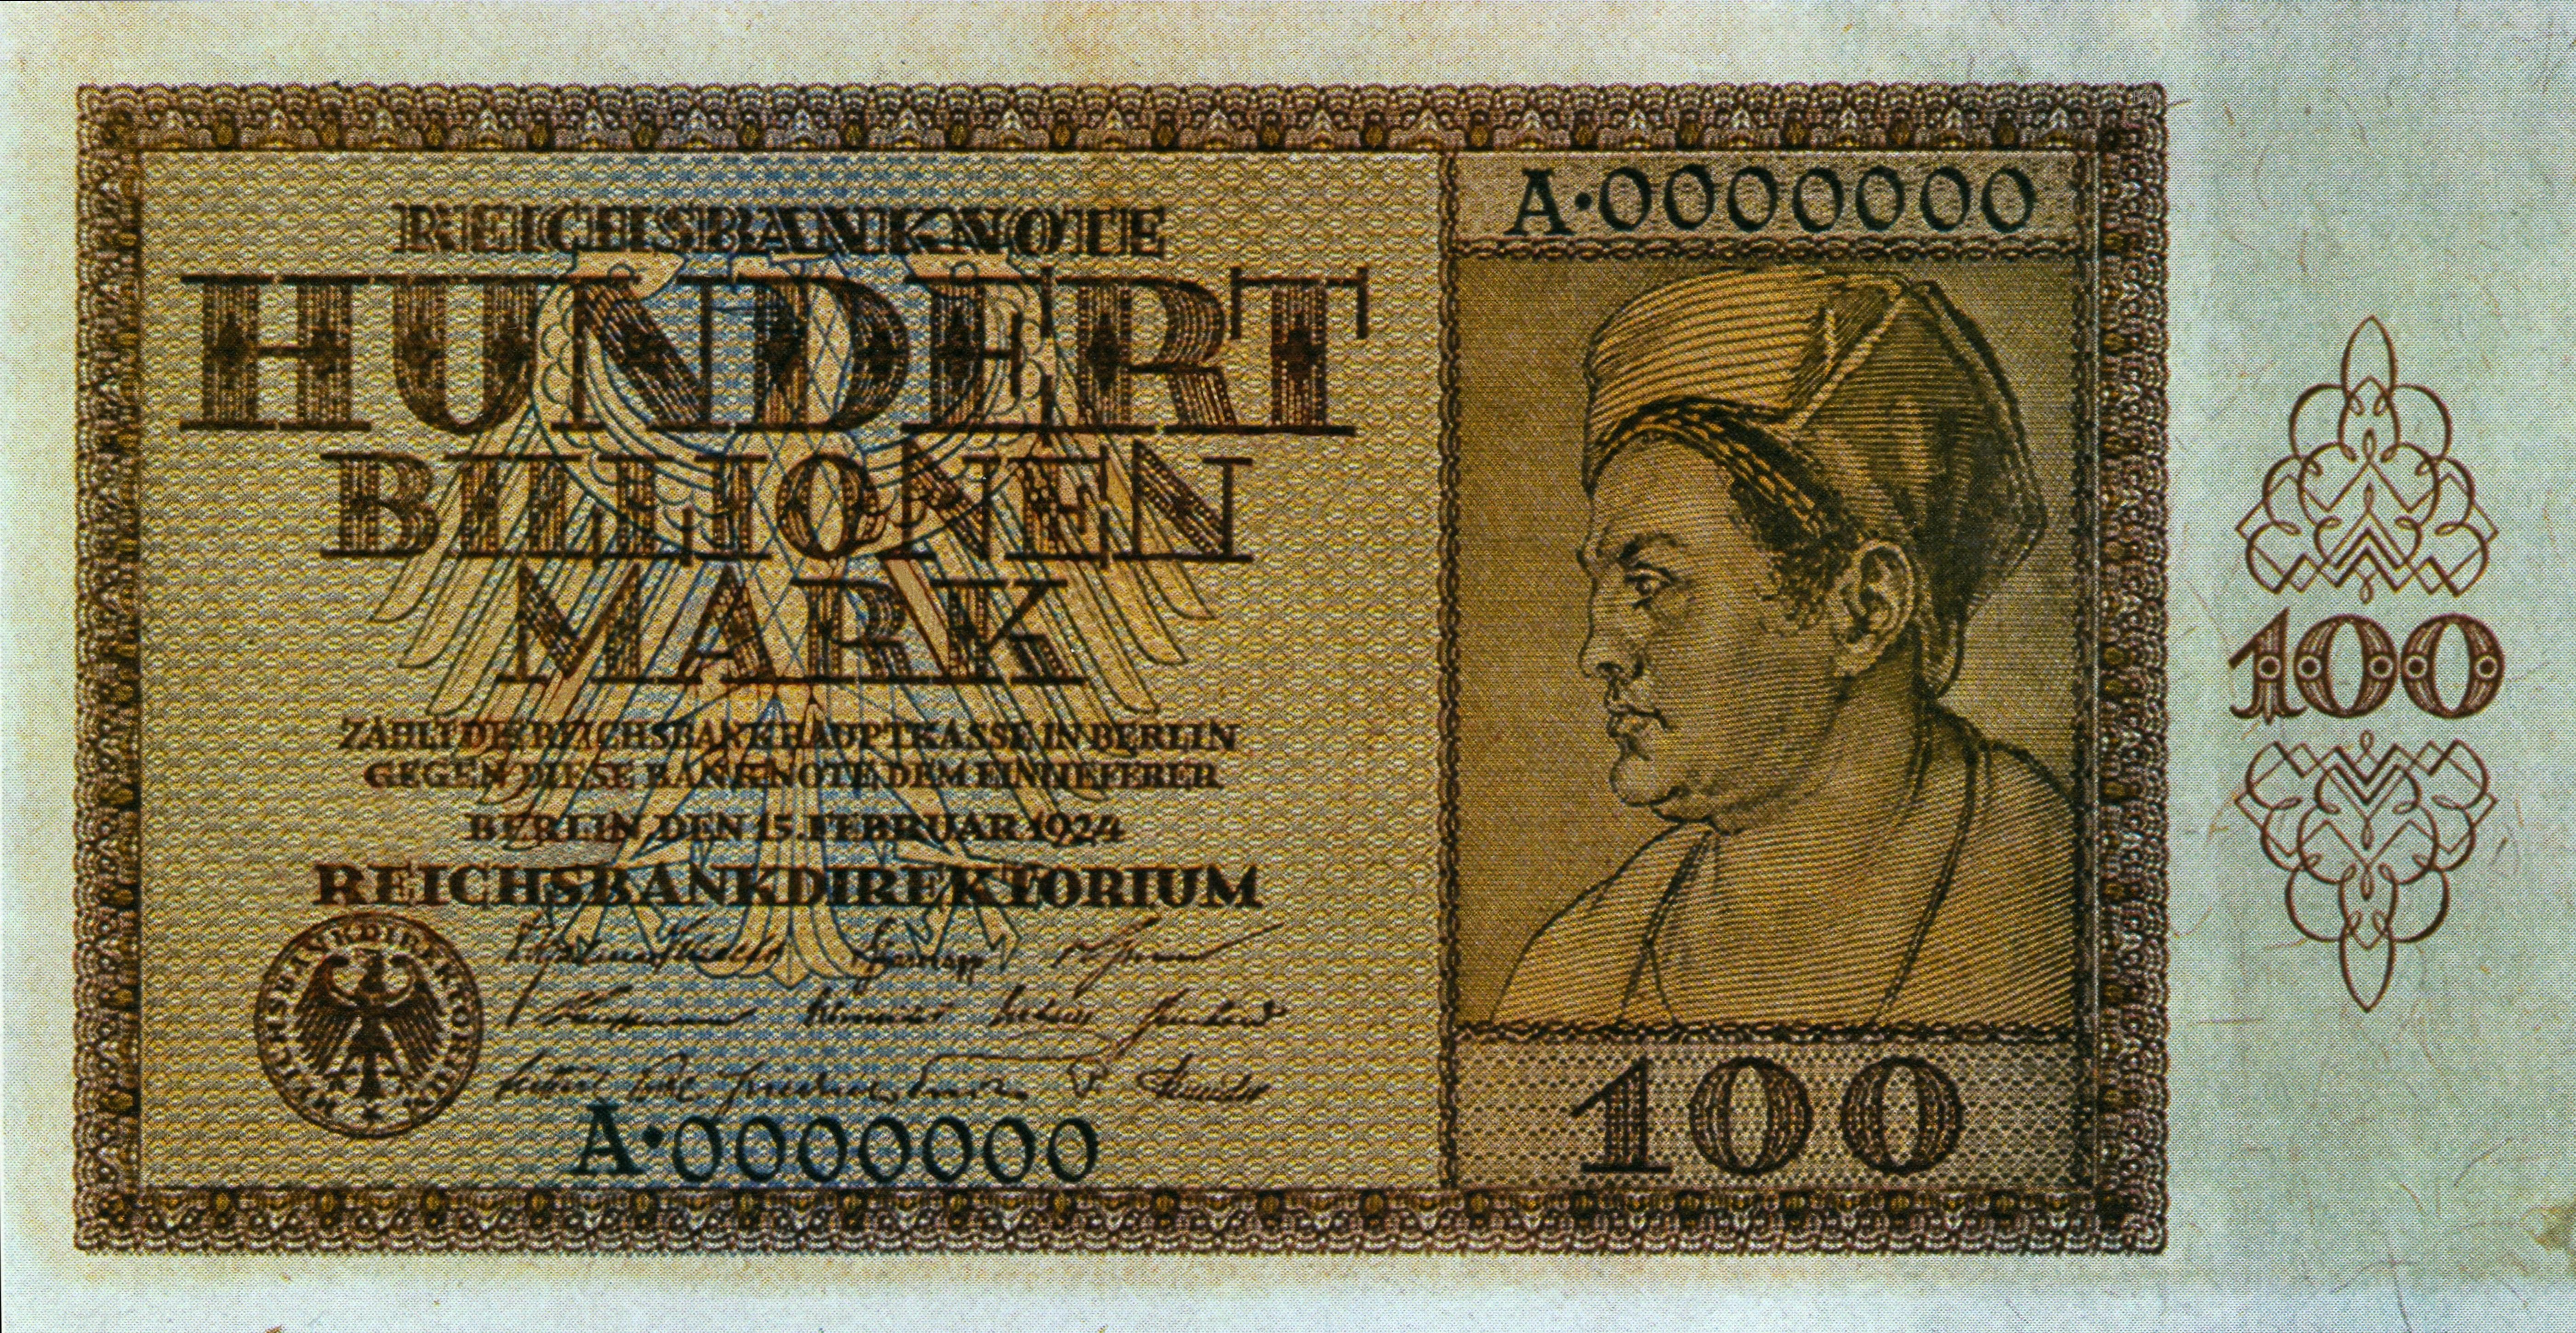 REICHSBANKNOTE
HUNDERT
BILLIONEN
MARK
ZAHLT DIE REICHSBANKHAUPTKASSE IN BERLIN
GEGEN DIESE BANKNOTE DEM EINLIEFERER
BERLIN DEN 15. FEBRUAR 1924
REICHSBANKDIREKTORIUM
REICHSBANKDIREKTORIUM
A·0000000
A·0000000
100
100